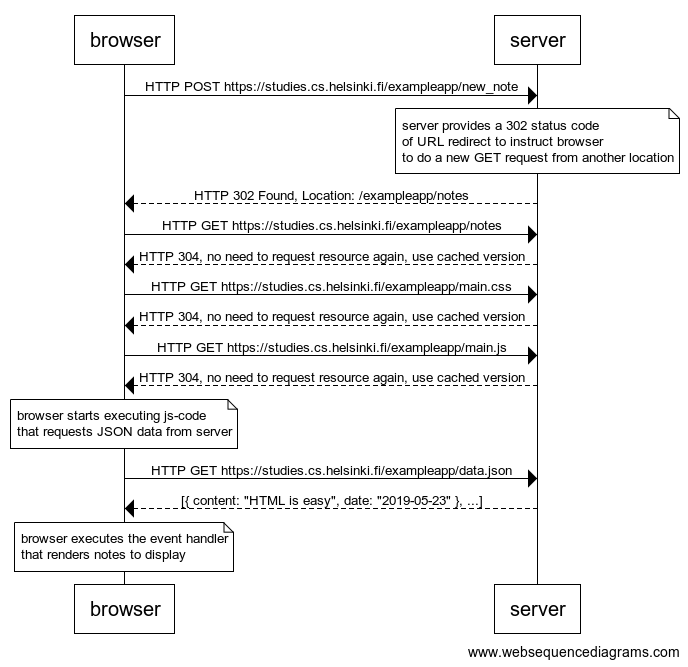 browser
server
HTTP POST https://studies.cs.helsinki.fi/exampleapp/new_note
server provides a 302 status code
of URL redirect to instruct browser
to do a new GET request from another location
HTTP 302 Found, Location: /exampleapp/notes
HTTP GET https://studies.cs.helsinki.fi/exampleapp/notes
HTTP 304, no need to request resource again, use cached version
HTTP GET https://studies.cs.helsinki.fi/exampleapp/main.css
HTTP 304, no need to request resource again, use cached version
HTTP GET https://studies.cs.helsinki.fi/exampleapp/main.js
HTTP 304, no need to request resource again, use cached version
browser starts executing js-code
that requests JSON data from server
HTTP GET https://studies.cs.helsinki.fi/exampleapp/data.json
[{ content: "HTML is easy", date: "2019-05-23" }, ...]
browser executes the event handler
that renders notes to display
browser
server
www.websequencediagrams.com